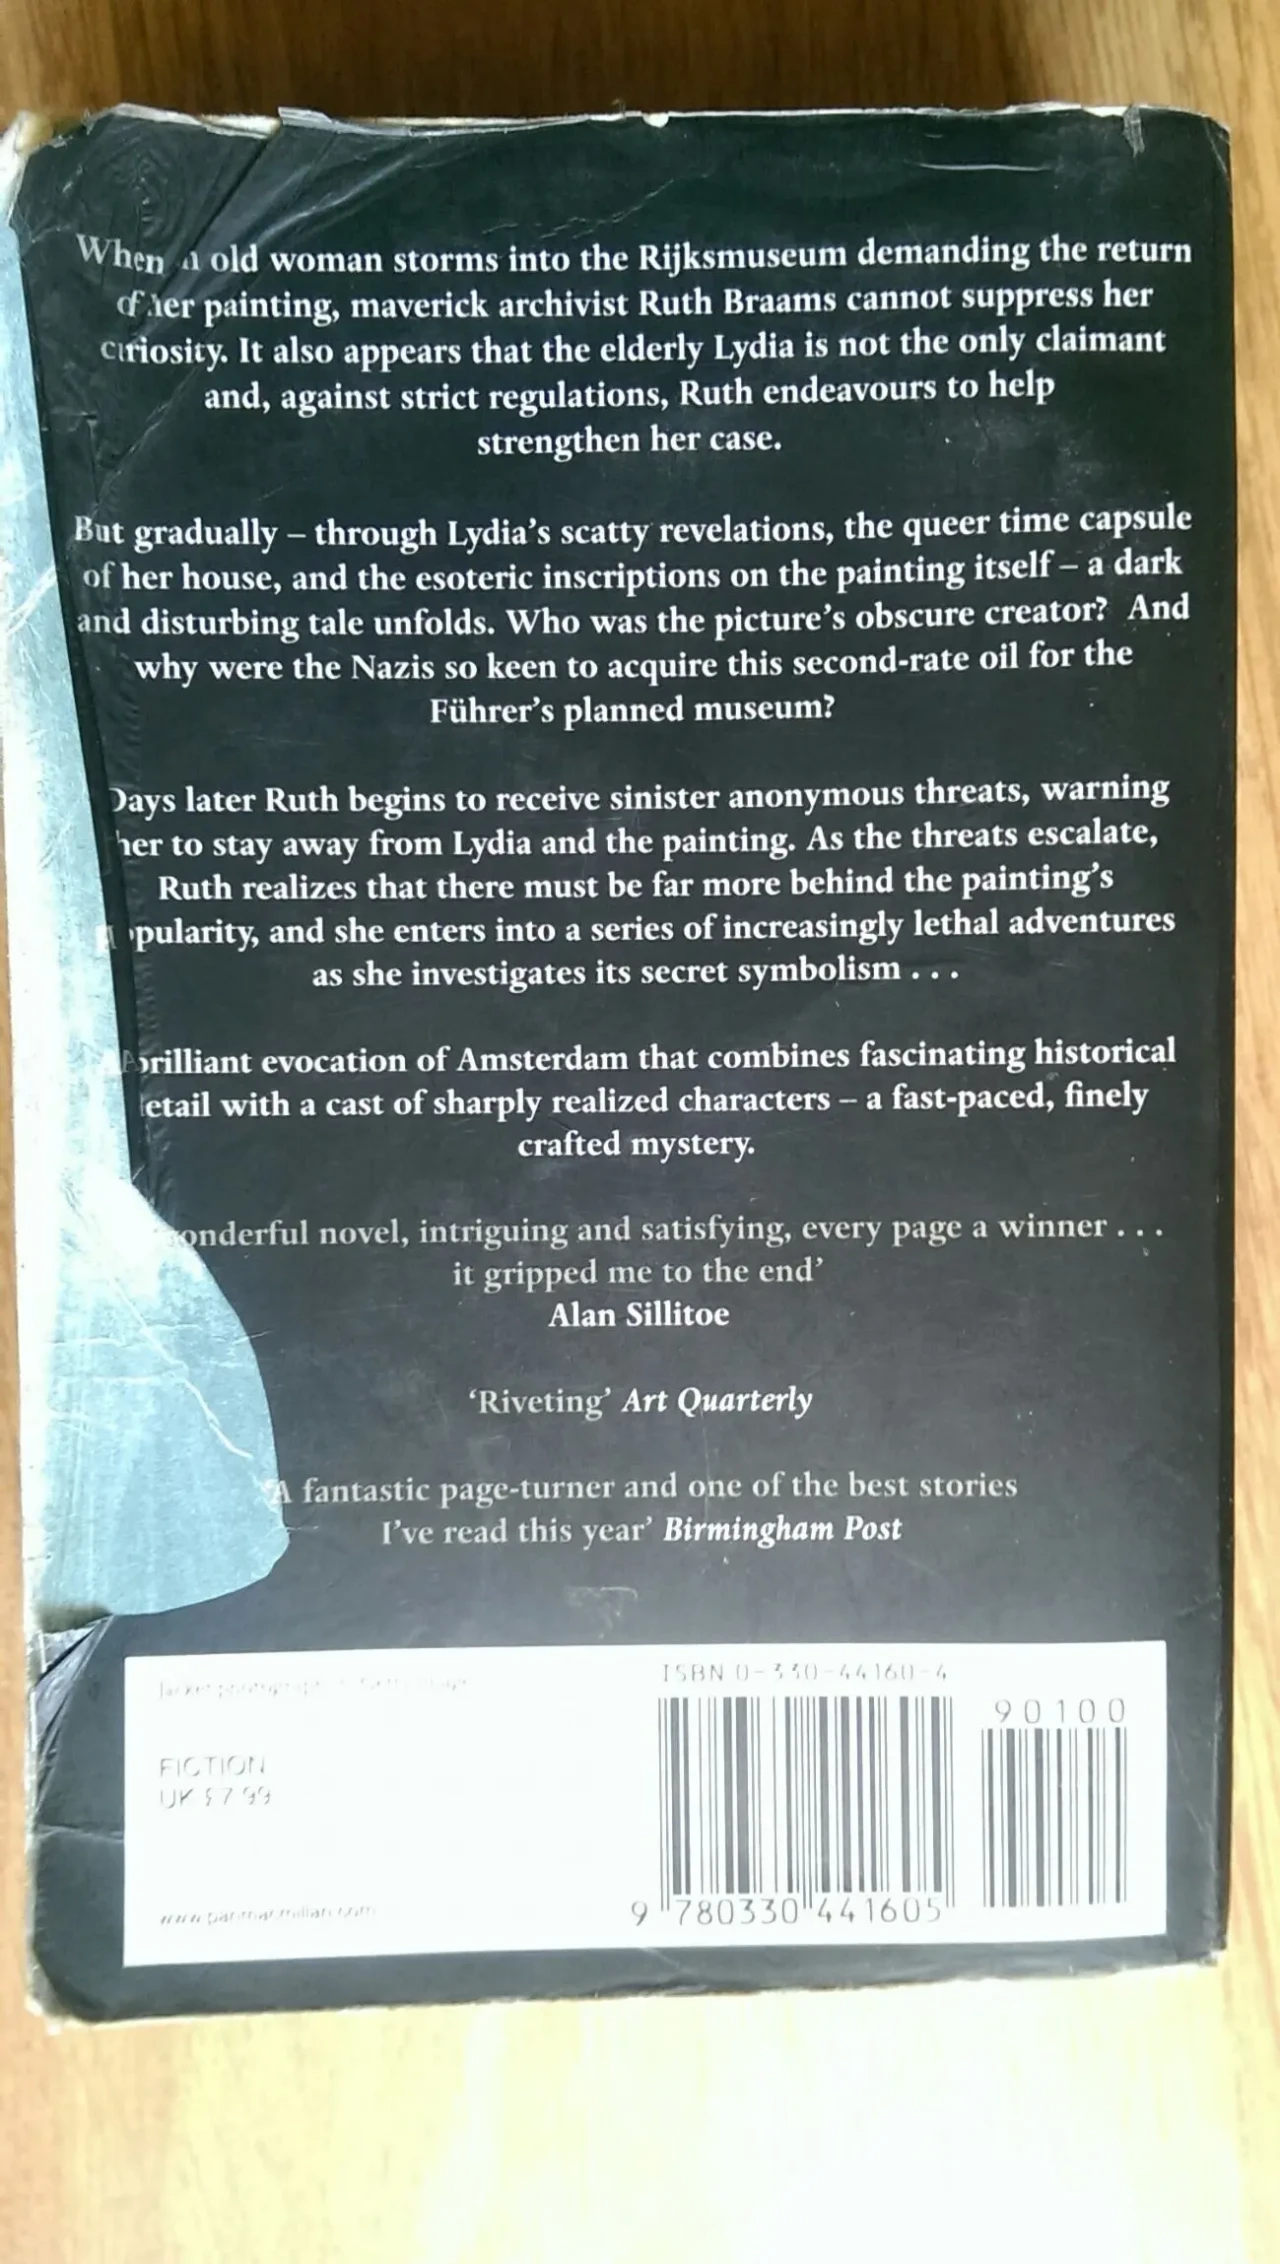 When an old woman storms into the Rijksmuseum demanding the return
of her painting, maverick archivist Ruth Braams cannot suppress her
curiosity. It also appears that the elderly Lydia is not the only claimant
and, against strict regulations, Ruth endeavours to help
strengthen her case.
But gradually – through Lydia's scatty revelations, the queer time capsule
of her house, and the esoteric inscriptions on the painting itself – a dark
and disturbing tale unfolds. Who was the picture's obscure creator? And
why were the Nazis so keen to acquire this second-rate oil for the
Führer's planned museum?
Days later Ruth begins to receive sinister anonymous threats, warning
her to stay away from Lydia and the painting. As the threats escalate,
Ruth realizes that there must be far more behind the painting's
popularity, and she enters into a series of increasingly lethal adventures
as she investigates its secret symbolism . . .
A brilliant evocation of Amsterdam that combines fascinating historical
detail with a cast of sharply realized characters – a fast-paced, finely
crafted mystery.
wonderful novel, intriguing and satisfying, every page a winner . . .
it gripped me to the end'
Alan Sillitoe
'Riveting' Art Quarterly
'A fantastic page-turner and one of the best stories
I've read this year' Birmingham Post
ISBN 0-330-44160-4
90100
FICTION
UK £7.99
www.panmacmillan.com
9 780330 441605